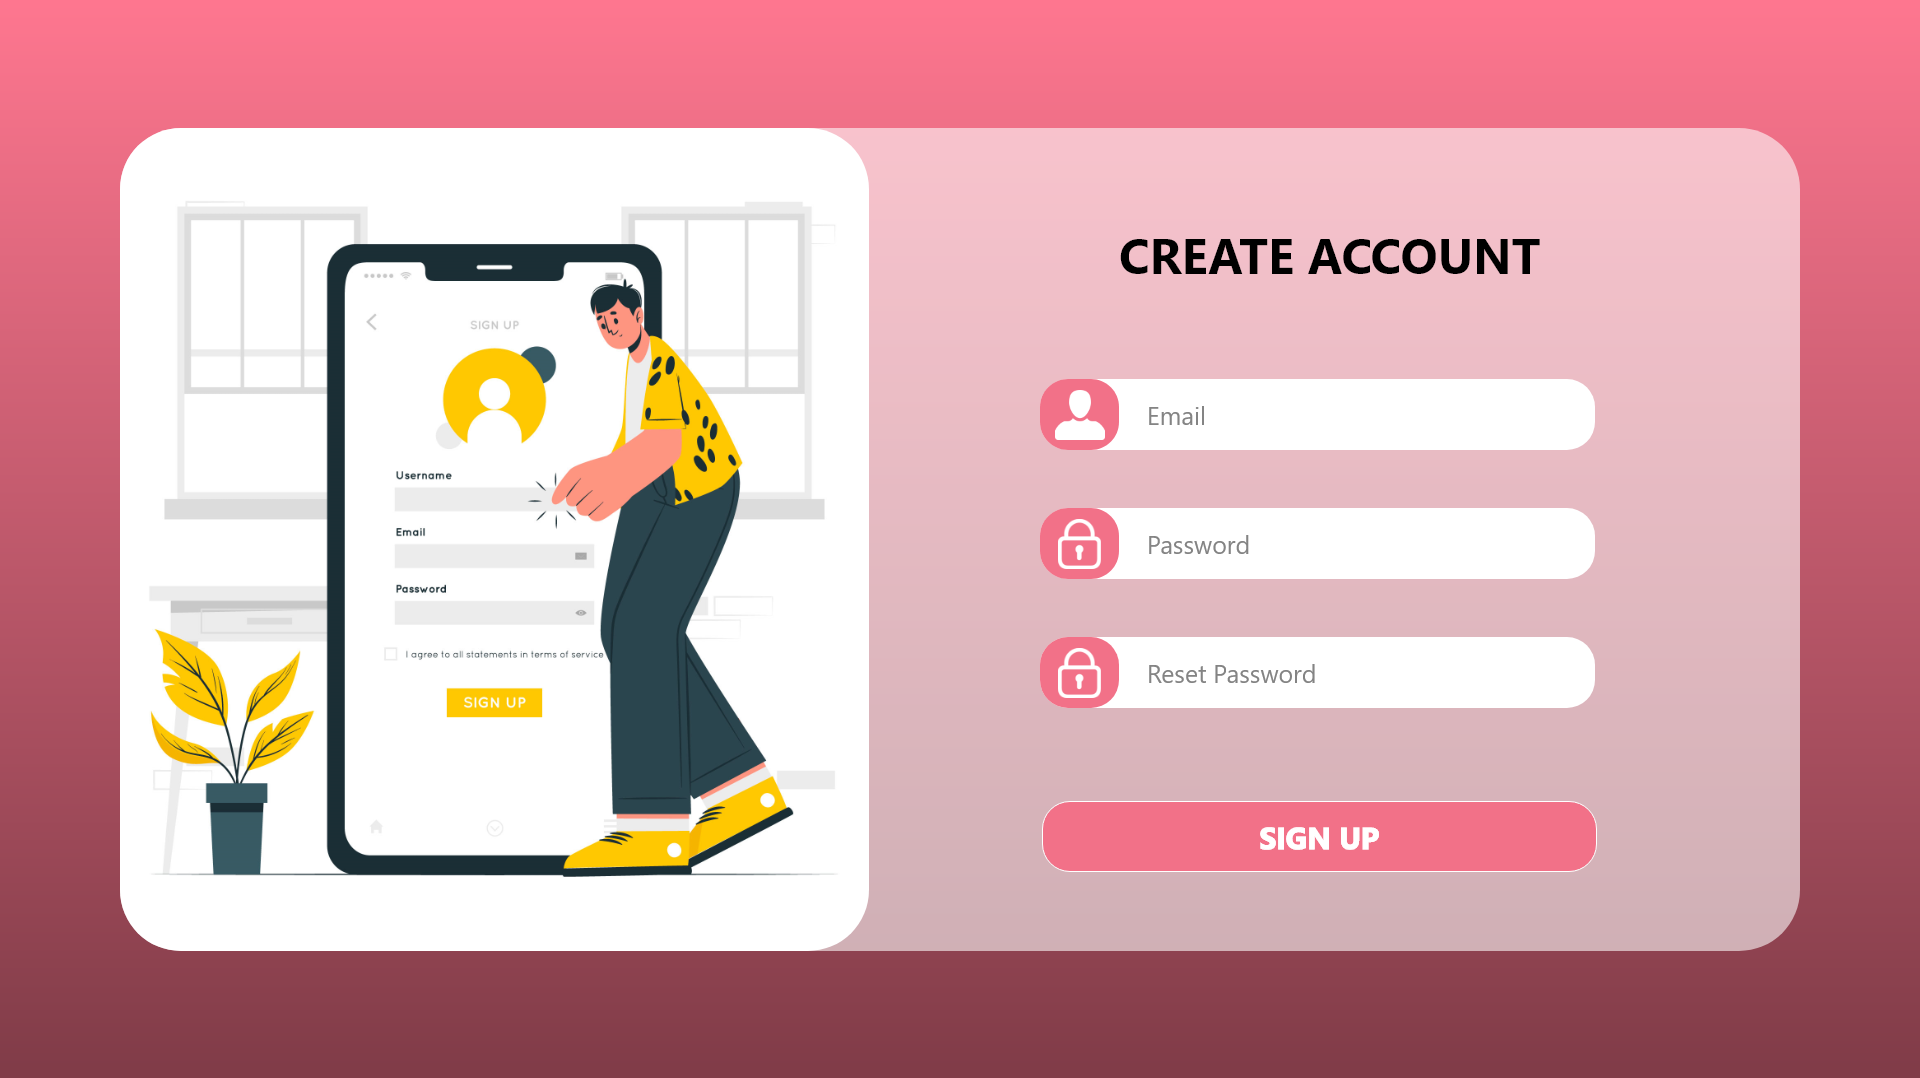 SIGN UP
Username
Email
Password
I agree to all statements in terms of service
SIGN UP
CREATE ACCOUNT
Email
Password
Reset Password
SIGN UP